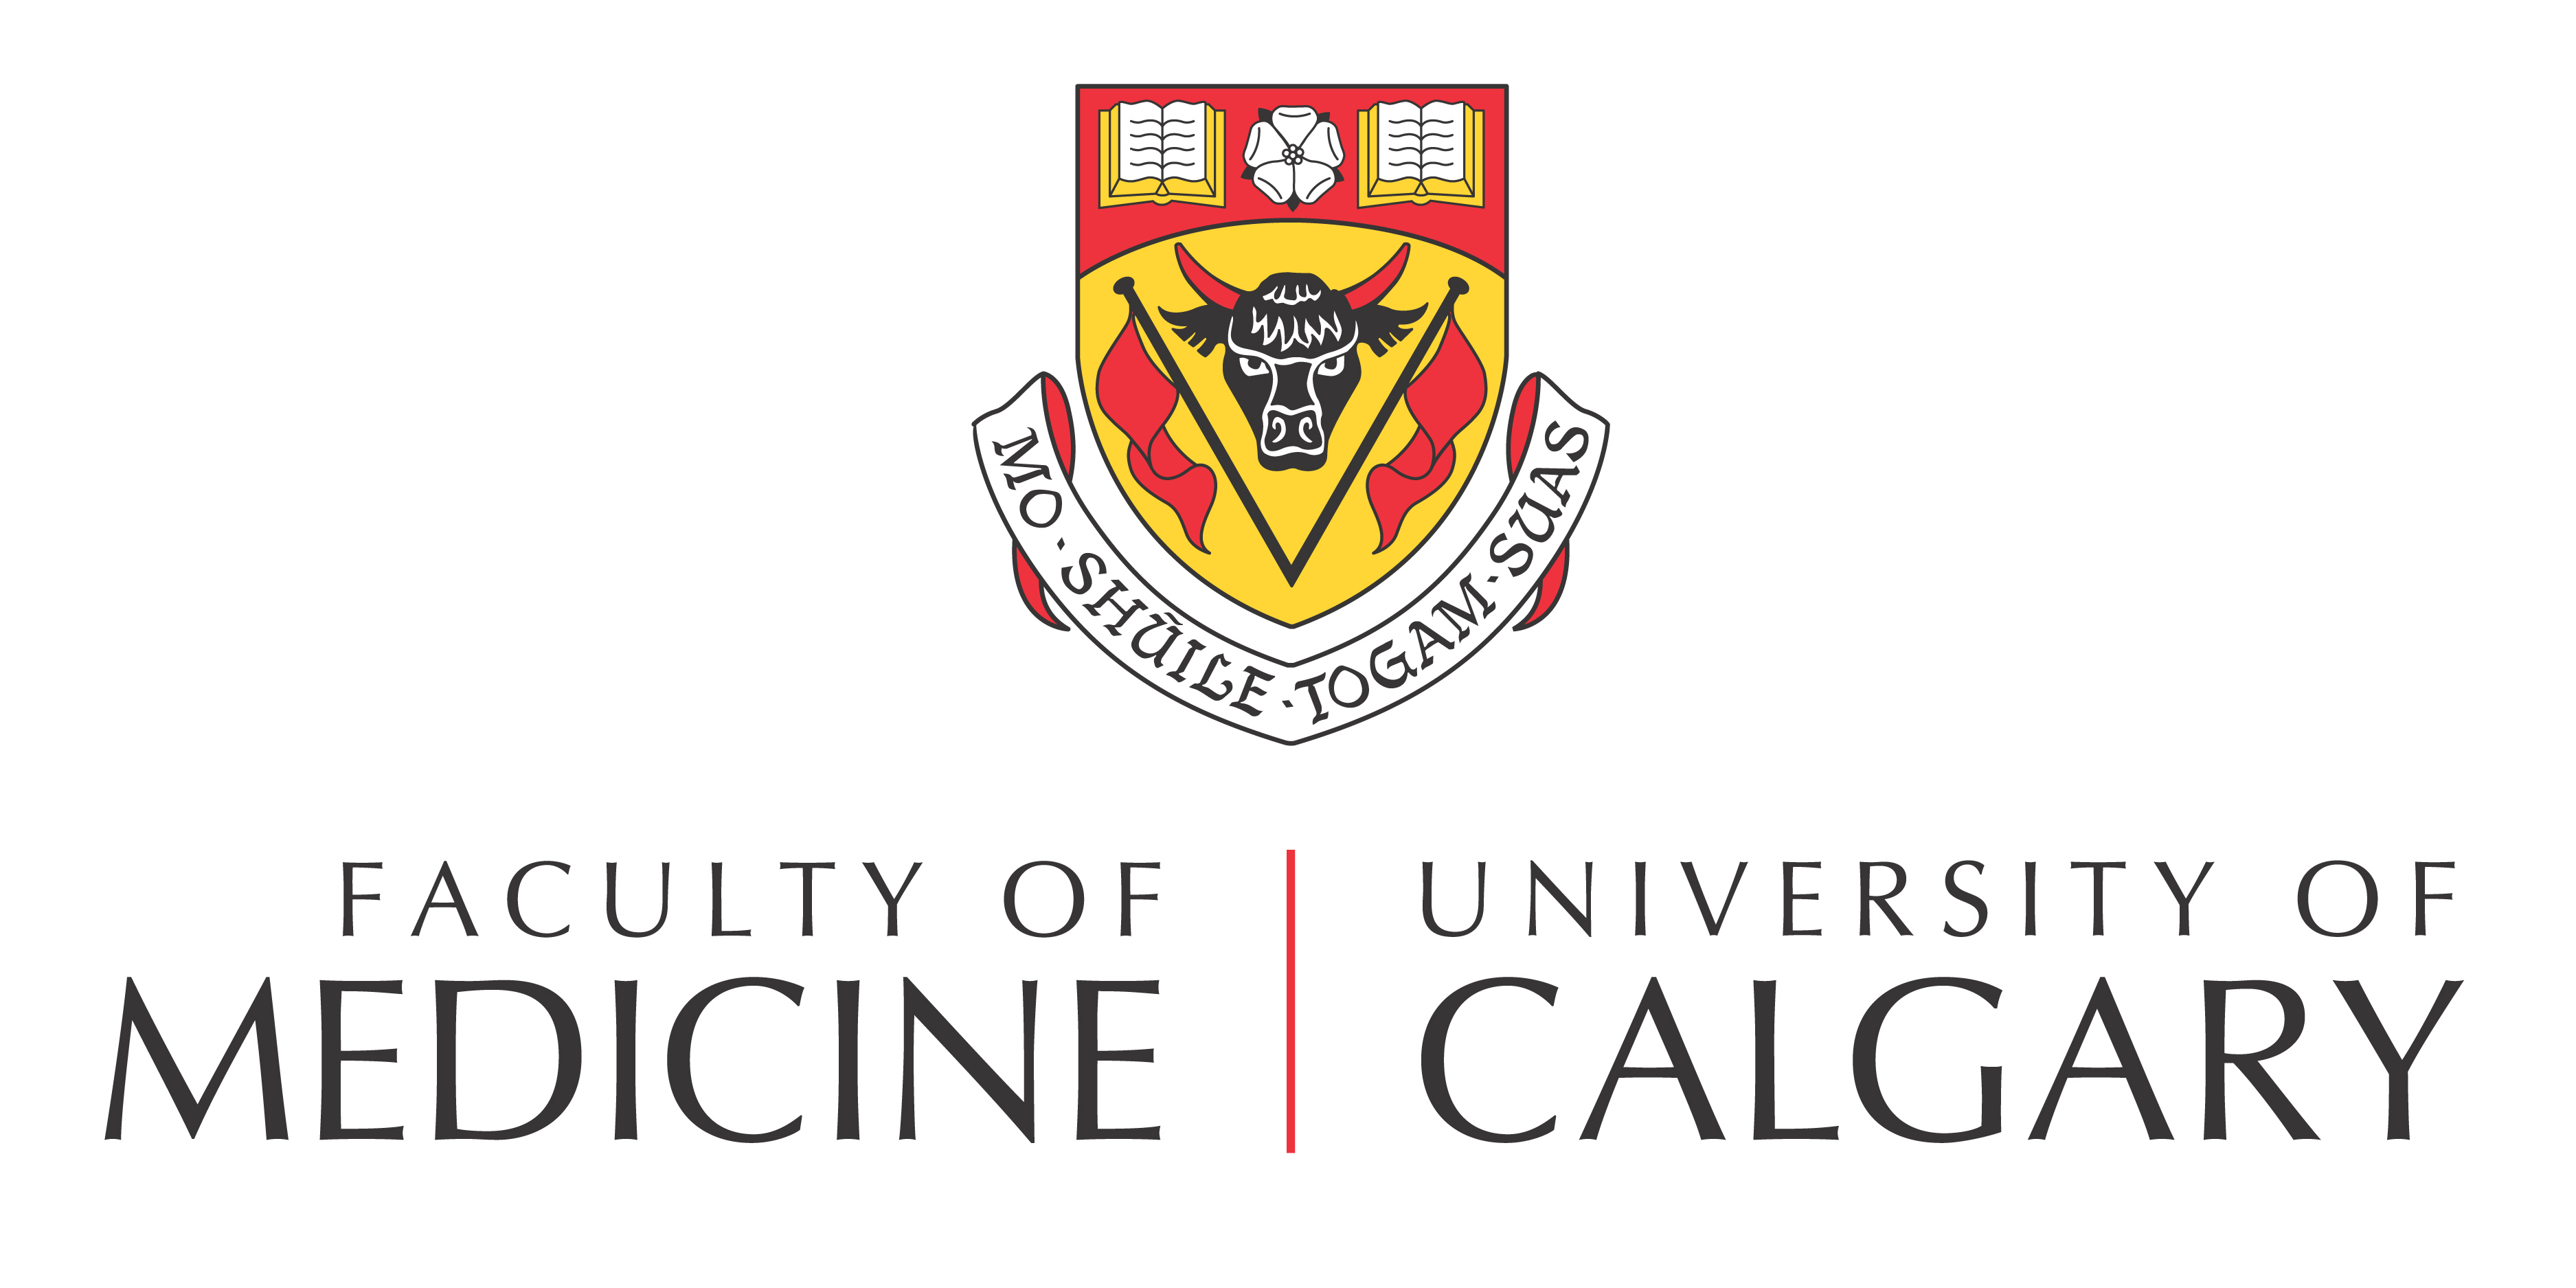 MO · SHÙILE · TOGAM · SUAS
FACULTY OF
MEDICINE
UNIVERSITY OF
CALGARY